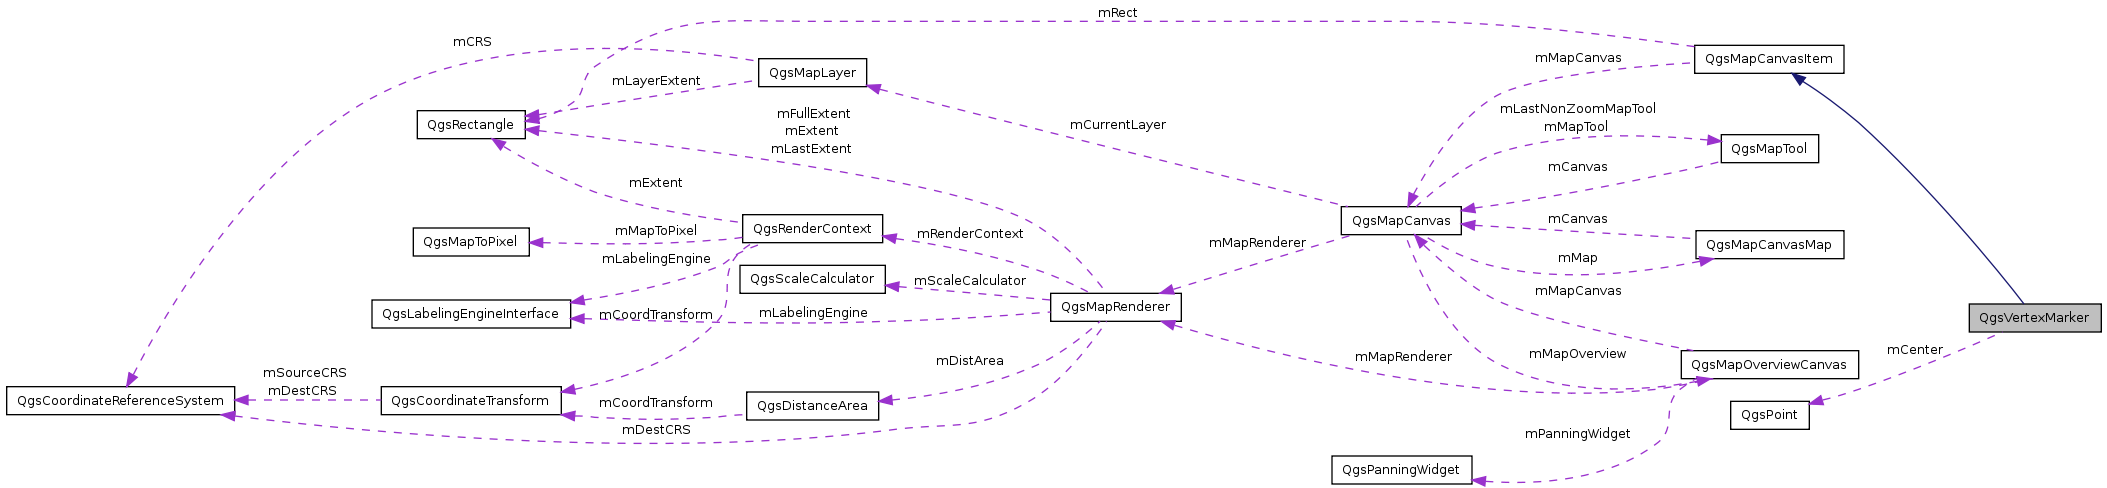 mRect
mCRS
QgsMapCanvasItem
mMapCanvas
QgsMapLayer
mLayerExtent
mLastNonZoomMapTool
mMapTool
mFullExtent
mExtent
mLastExtent
QgsRectangle
mCurrentLayer
QgsMapTool
mCanvas
mExtent
QgsMapCanvas
mCanvas
QgsRenderContext
mMapToPixel
mRenderContext
QgsMapToPixel
mMapRenderer
QgsMapCanvasMap
mLabelingEngine
mMap
QgsScaleCalculator
mScaleCalculator
mMapCanvas
QgsMapRenderer
QgsLabelingEngineInterface
mCoordTransform
mLabelingEngine
QgsVertexMarker
mCenter
mDistArea
mMapRenderer
mMapOverview
QgsMapOverviewCanvas
mSourceCRS
mDestCRS
QgsCoordinateReferenceSystem
QgsCoordinateTransform
mCoordTransform
QgsDistanceArea
QgsPoint
mDestCRS
mPanningWidget
QgsPanningWidget